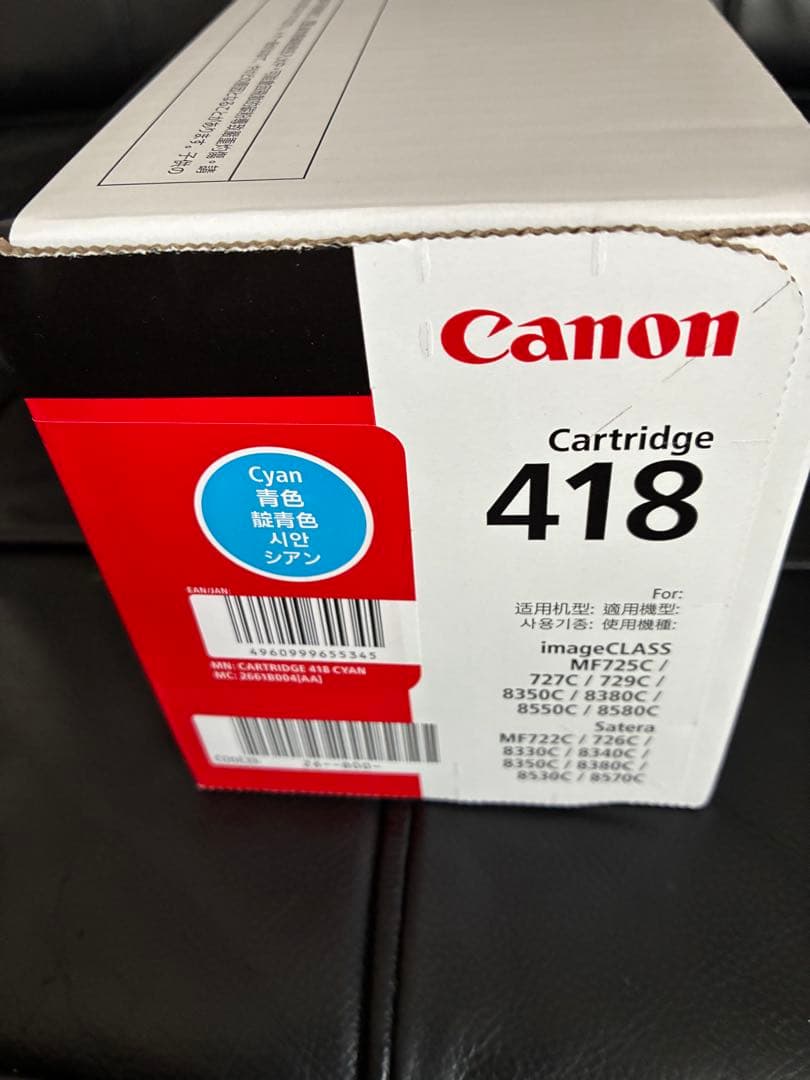 Canon
Cartridge
418
Cyan
青色
靛青色
시안
シアン
EAN/JAN:
4960999655345
MN: CARTRIDGE 418 CYAN
MC: 2661B004[AA]
For:
适用机型: 適用機型:
사용기종: 使用機種:
imageCLASS
MF725C /
727C / 729C /
8350C / 8380C /
8550C / 8580C
Satera
MF722C / 726C /
8330C / 8340C /
8350C / 8380C /
8530C / 8570C